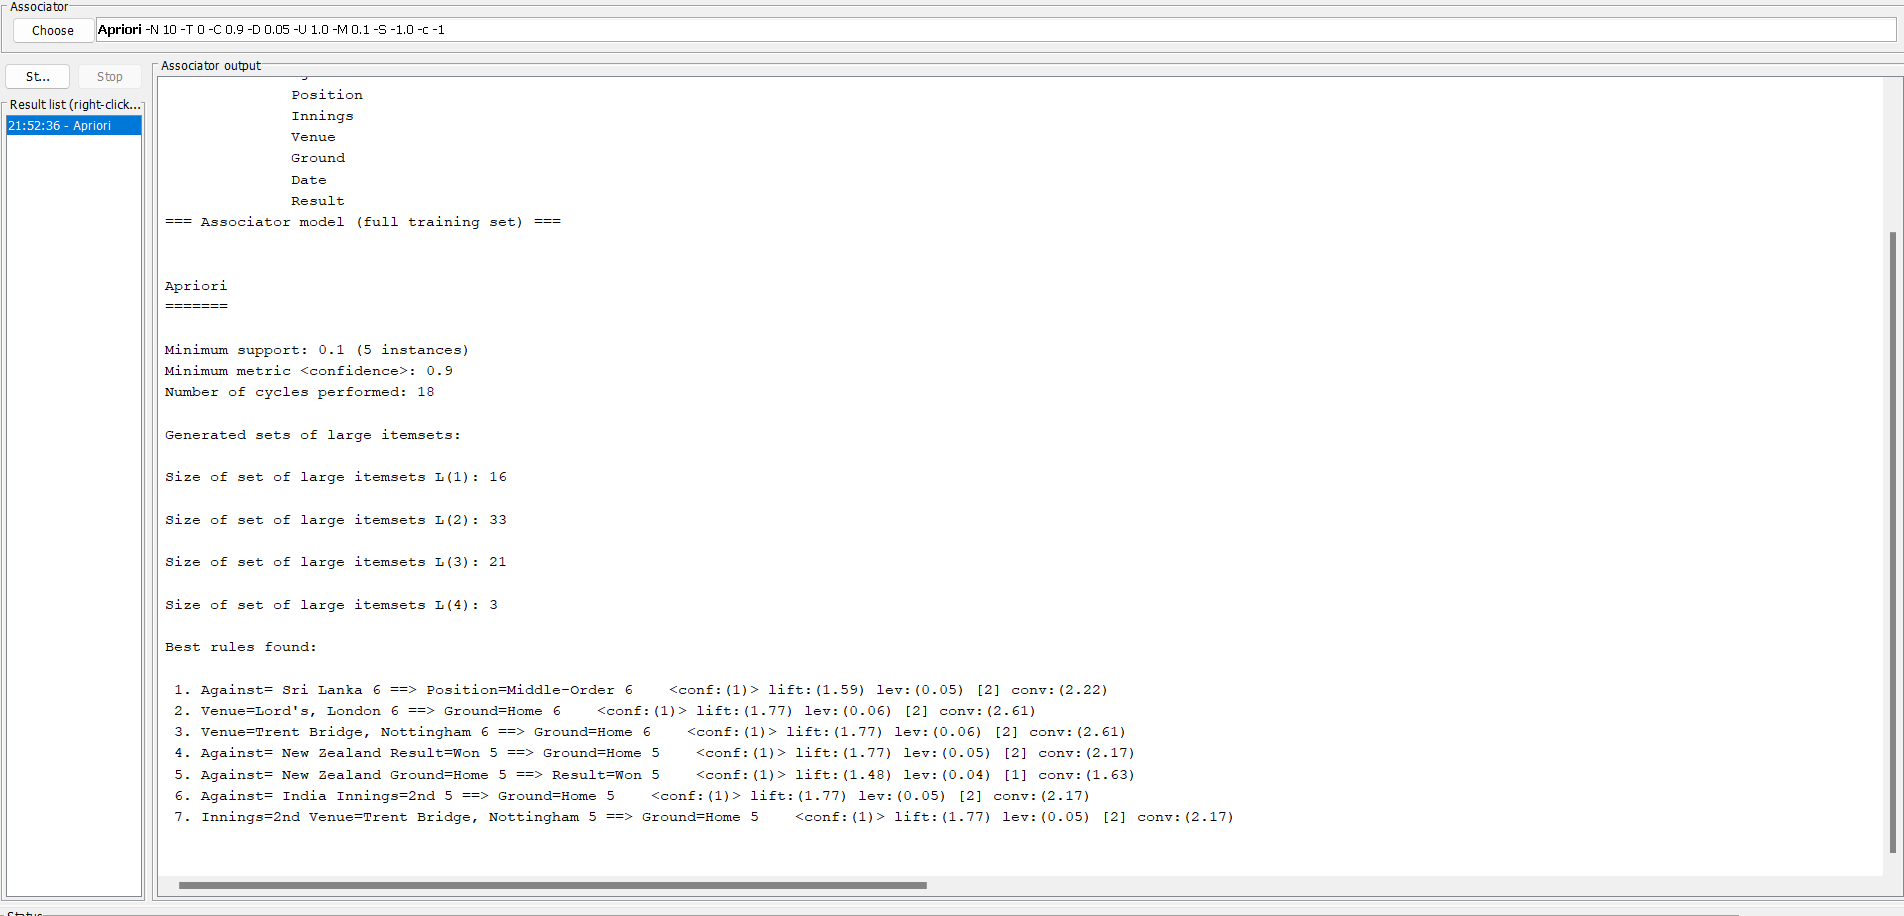 Associator
Choose
Apriori -N 10 -T 0 -C 0.9 -D 0.05 -U 1.0 -M 0.1 -S -1.0 -c -1
St...
Stop
Result list (right-click...
21:52:36 - Apriori
Associator output
Position
Innings
Venue
Ground
Date
Result
=== Associator model (full training set) ===
Apriori
=======
Minimum support: 0.1 (5 instances)
Minimum metric <confidence>: 0.9
Number of cycles performed: 18
Generated sets of large itemsets:
Size of set of large itemsets L(1): 16
Size of set of large itemsets L(2): 33
Size of set of large itemsets L(3): 21
Size of set of large itemsets L(4): 3
Best rules found:
1. Against= Sri Lanka 6 ==> Position=Middle-Order 6    <conf:(1)> lift:(1.59) lev:(0.05) [2] conv:(2.22)
2. Venue=Lord's, London 6 ==> Ground=Home 6    <conf:(1)> lift:(1.77) lev:(0.06) [2] conv:(2.61)
3. Venue=Trent Bridge, Nottingham 6 ==> Ground=Home 6    <conf:(1)> lift:(1.77) lev:(0.06) [2] conv:(2.61)
4. Against= New Zealand Result=Won 5 ==> Ground=Home 5    <conf:(1)> lift:(1.77) lev:(0.05) [2] conv:(2.17)
5. Against= New Zealand Ground=Home 5 ==> Result=Won 5    <conf:(1)> lift:(1.48) lev:(0.04) [1] conv:(1.63)
6. Against= India Innings=2nd 5 ==> Ground=Home 5    <conf:(1)> lift:(1.77) lev:(0.05) [2] conv:(2.17)
7. Innings=2nd Venue=Trent Bridge, Nottingham 5 ==> Ground=Home 5    <conf:(1)> lift:(1.77) lev:(0.05) [2] conv:(2.17)